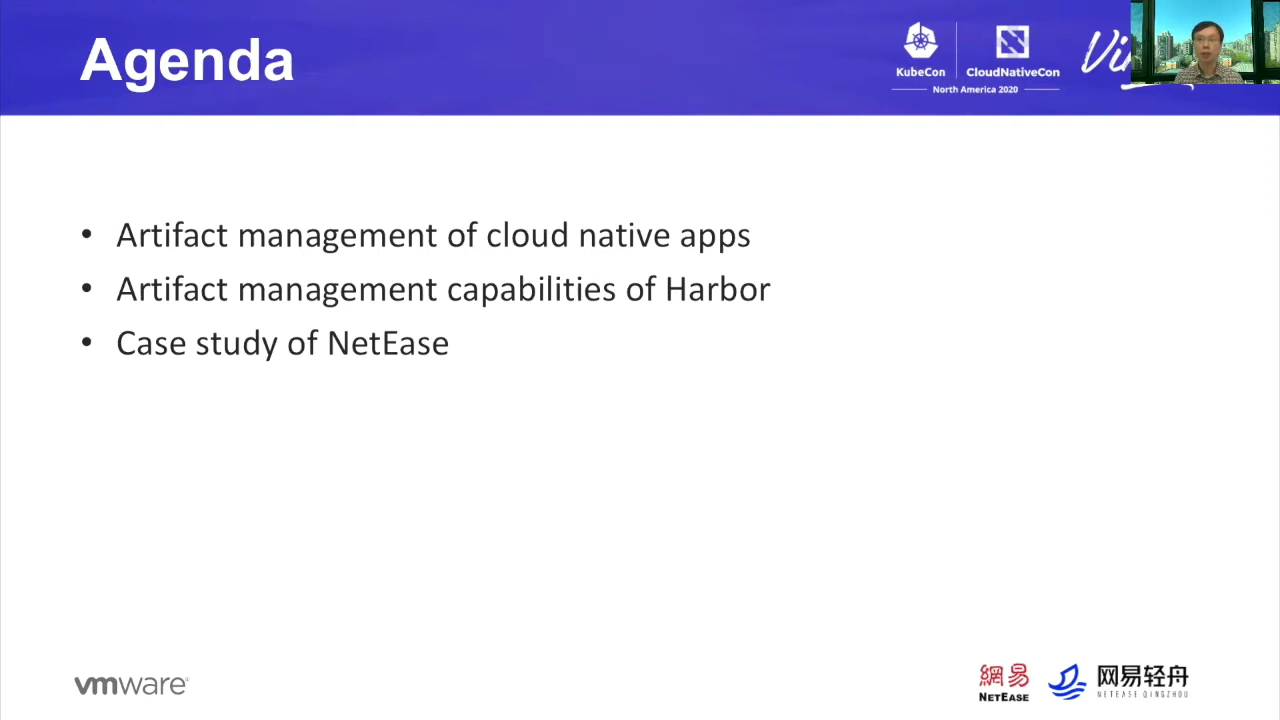 Agenda
KubeCon
CloudNativeCon
North America 2020
• Artifact management of cloud native apps
• Artifact management capabilities of Harbor
• Case study of NetEase
vmware
網易
NETEASE
网易轻舟
NETEASE QINGZHOU